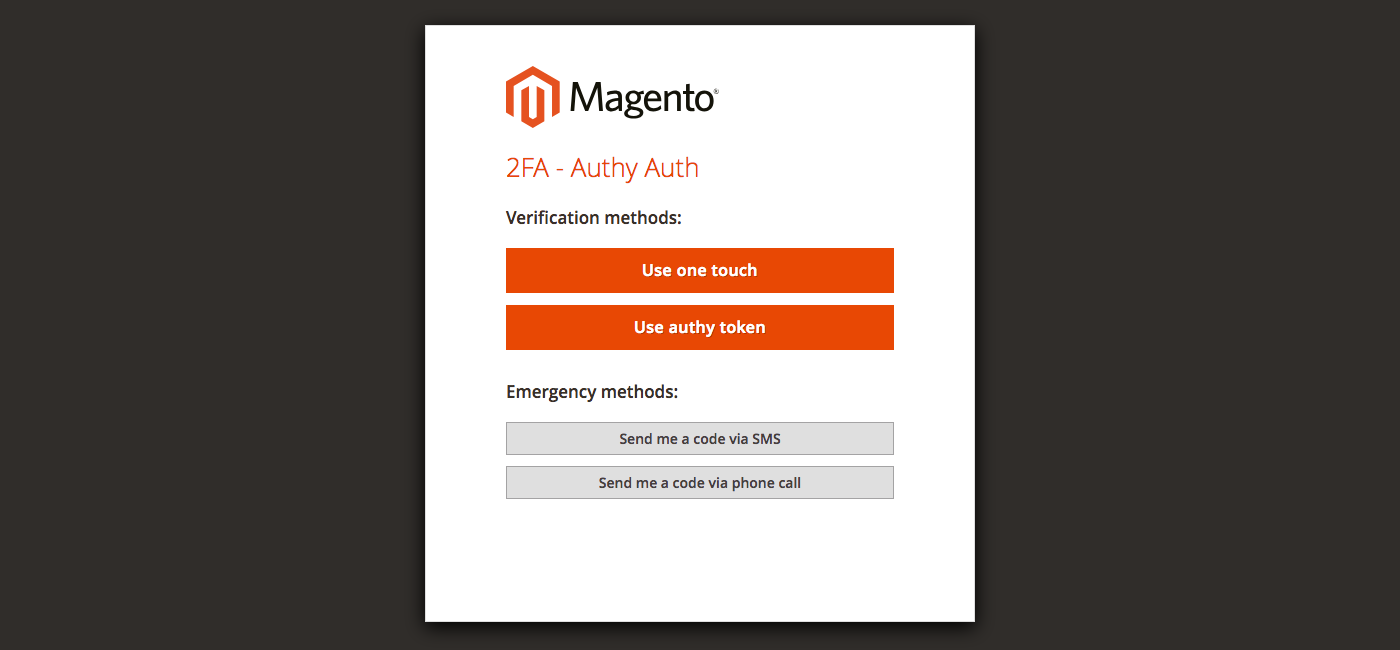 Magento®
2FA - Authy Auth
Verification methods:
Use one touch
Use authy token
Emergency methods:
Send me a code via SMS
Send me a code via phone call